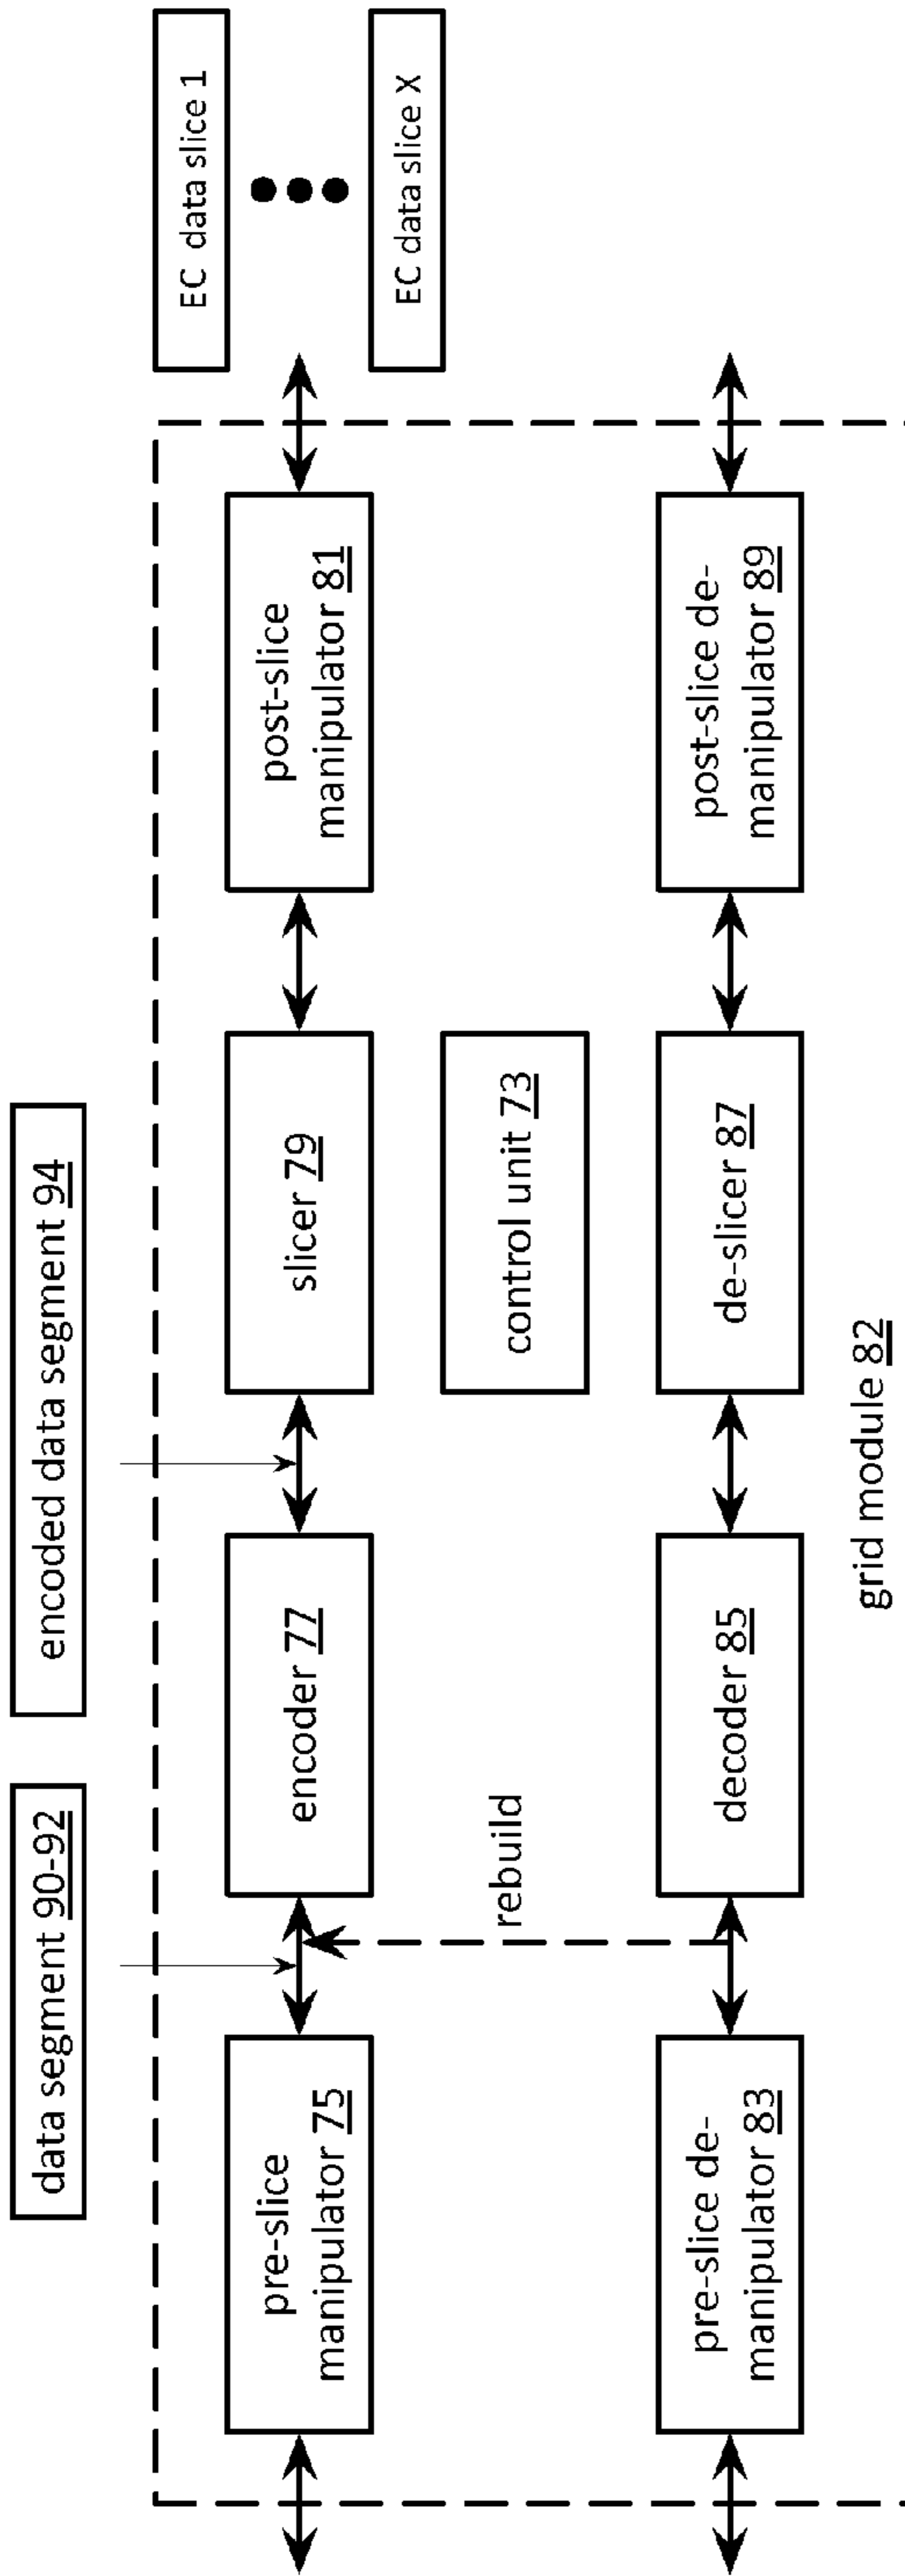 data segment 90-92
encoded data segment 94
EC data slice 1
EC data slice X
pre-slice
manipulator 75
encoder 77
slicer 79
post-slice
manipulator 81
rebuild
control unit 73
pre-slice de-
manipulator 83
decoder 85
de-slicer 87
post-slice de-
manipulator 89
grid module 82